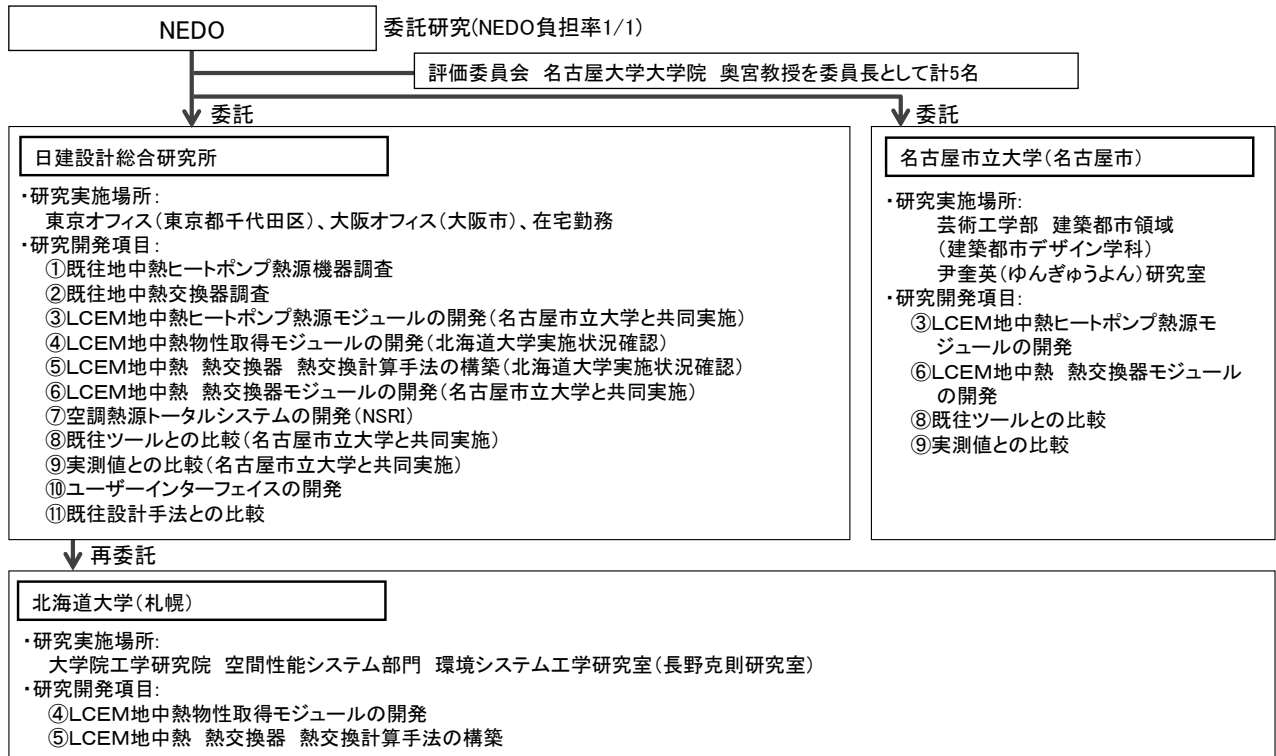 NEDO
委託研究(NEDO負担率1/1)
評価委員会 名古屋大学大学院 奥宮教授を委員長として計5名
委託
委託
日建設計総合研究所
・研究実施場所:
東京オフィス(東京都千代田区)、大阪オフィス(大阪市)、在宅勤務
・研究開発項目:
①既往地中熱ヒートポンプ熱源機器調査
②既往地中熱交換器調査
③LCEM地中熱ヒートポンプ熱源モジュールの開発(名古屋市立大学と共同実施)
④LCEM地中熱物性取得モジュールの開発(北海道大学実施状況確認)
⑤LCEM地中熱 熱交換器 熱交換計算手法の構築(北海道大学実施状況確認)
⑥LCEM地中熱 熱交換器モジュールの開発(名古屋市立大学と共同実施)
⑦空調熱源トータルシステムの開発(NSRI)
⑧既往ツールとの比較(名古屋市立大学と共同実施)
⑨実測値との比較(名古屋市立大学と共同実施)
⑩ユーザーインターフェイスの開発
⑪既往設計手法との比較
名古屋市立大学(名古屋市)
・研究実施場所:
芸術工学部 建築都市領域
(建築都市デザイン学科)
尹奎英(ゆんぎゅうよん)研究室
・研究開発項目:
③LCEM地中熱ヒートポンプ熱源モ
ジュールの開発
⑥LCEM地中熱 熱交換器モジュール
の開発
⑧既往ツールとの比較
⑨実測値との比較
再委託
北海道大学(札幌)
・研究実施場所:
大学院工学研究院 空間性能システム部門 環境システム工学研究室(長野克則研究室)
・研究開発項目:
④LCEM地中熱物性取得モジュールの開発
⑤LCEM地中熱 熱交換器 熱交換計算手法の構築